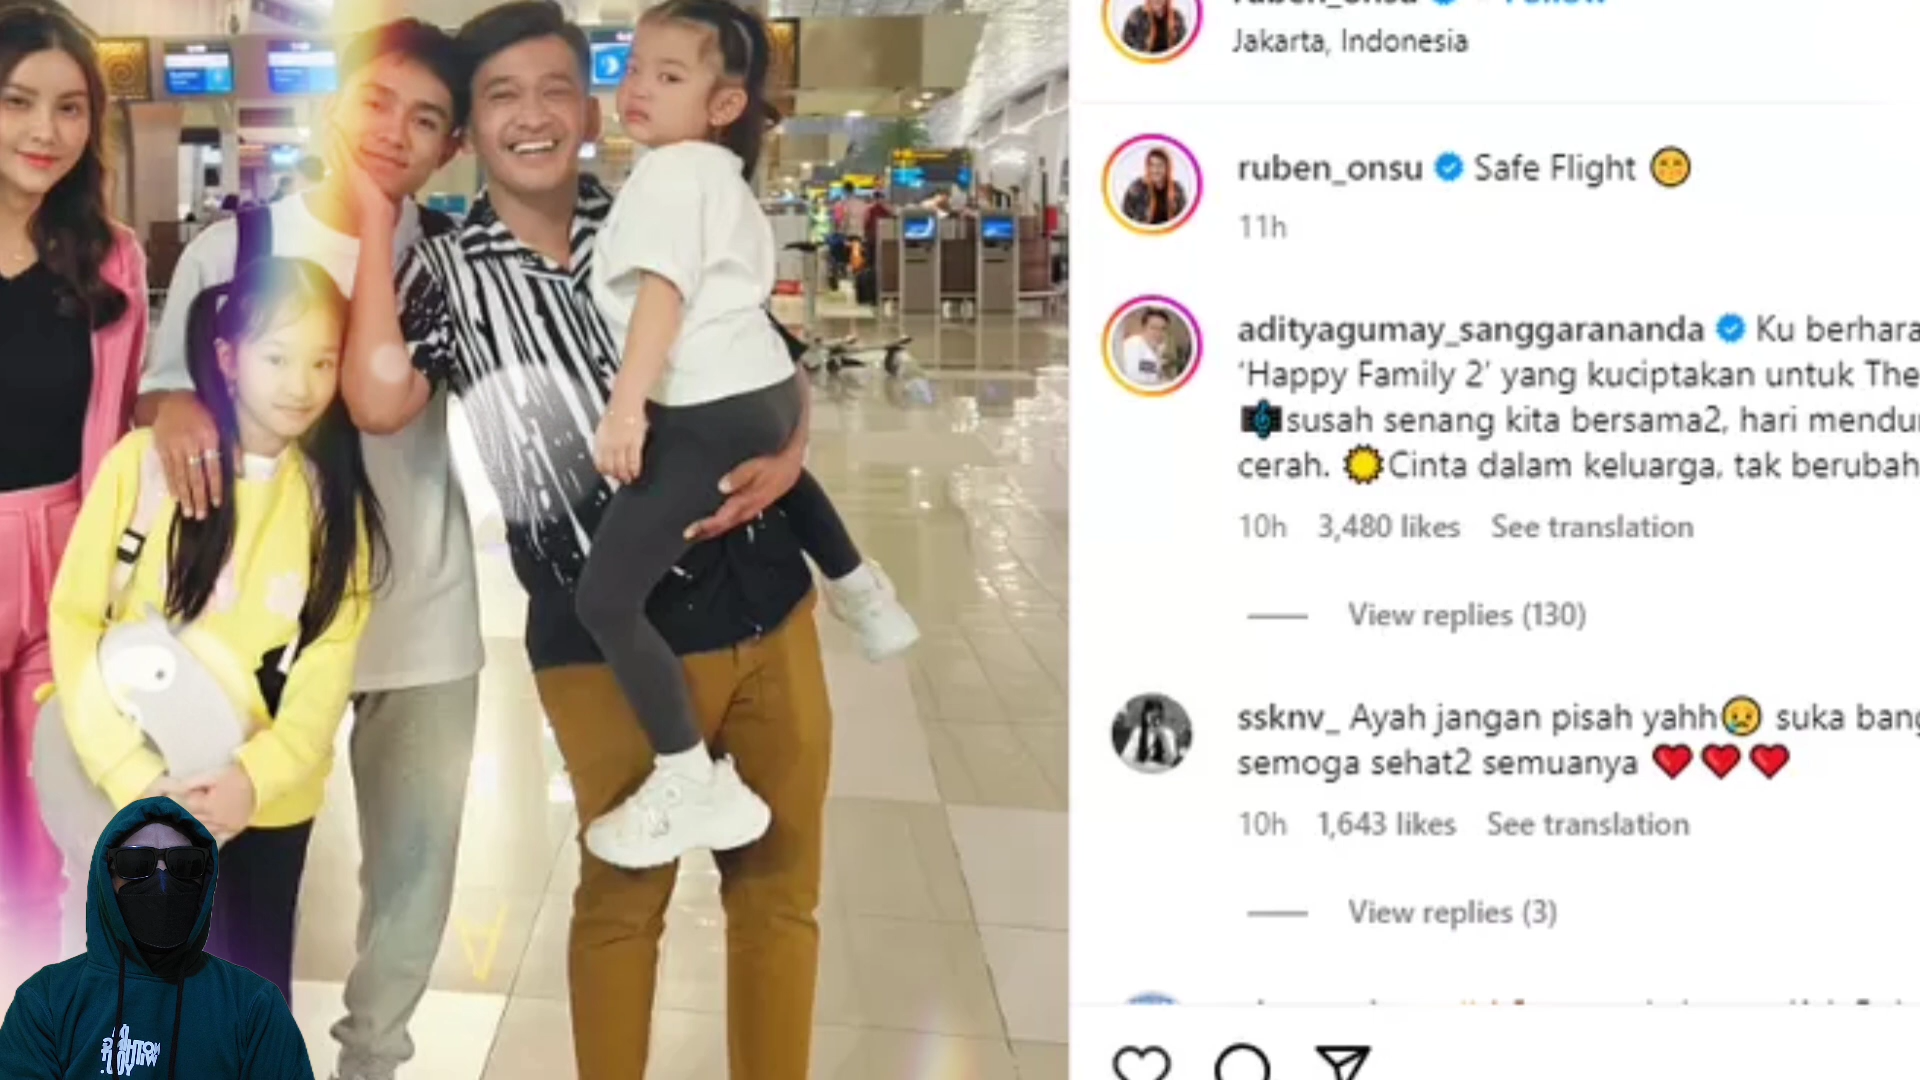 Jakarta, Indonesia
ruben_onsu Safe Flight
11h
adityagumay_sanggarananda Ku berhara
'Happy Family 2' yang kuciptakan untuk The
susah senang kita bersama2, hari mendu
cerah. Cinta dalam keluarga, tak berubah
10h 3,480 likes See translation
View replies (130)
ssknv_ Ayah jangan pisah yahh suka bang
semoga sehat2 semuanya
10h 1,643 likes See translation
View replies (3)